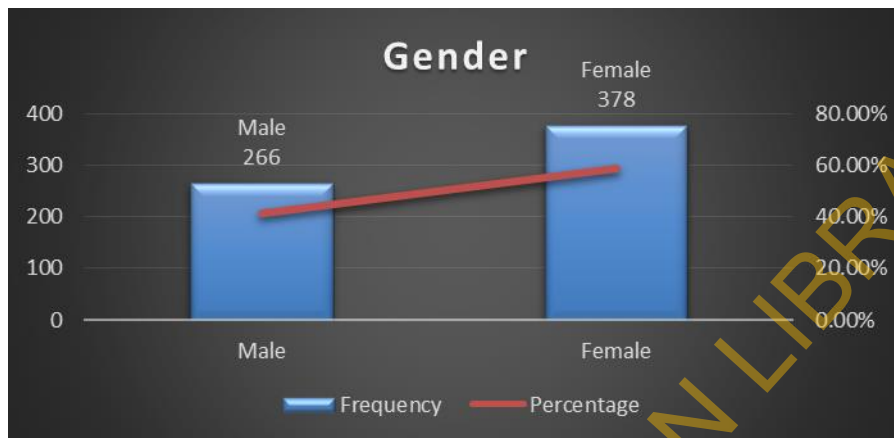 Gender
Female
378
Male
266
400
300
200
100
0
80.00%
60.00%
40.00%
20.00%
0.00%
Male Female
Frequency Percentage
N LIBRA